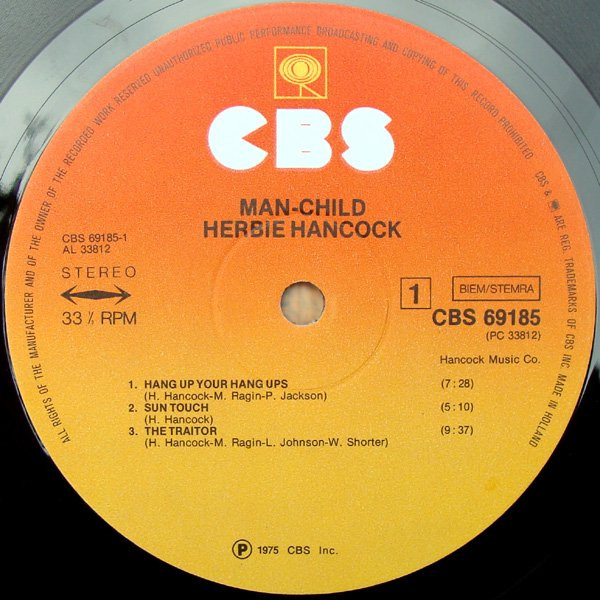 ALL RIGHTS OF THE MANUFACTURER AND OF THE OWNER OF THE RECORDED WORK RESERVED UNAUTHORIZED PUBLIC PERFORMANCE BROADCASTING AND COPYING OF THIS RECORD PROHIBITED
CBS & ARE REG. TRADEMARKS OF CBS INC. MADE IN HOLLAND
CBS
MAN-CHILD
HERBIE HANCOCK
CBS 69185-1
AL 33812
STEREO
33 ⅓ RPM
1
BIEM/STEMRA
CBS 69185
(PC 33812)
Hancock Music Co.
1. HANG UP YOUR HANG UPS (7:28)
(H. Hancock-M. Ragin-P. Jackson)
2. SUN TOUCH (5:10)
(H. Hancock)
3. THE TRAITOR (9:37)
(H. Hancock-M. Ragin-L. Johnson-W. Shorter)
℗ 1975 CBS Inc.